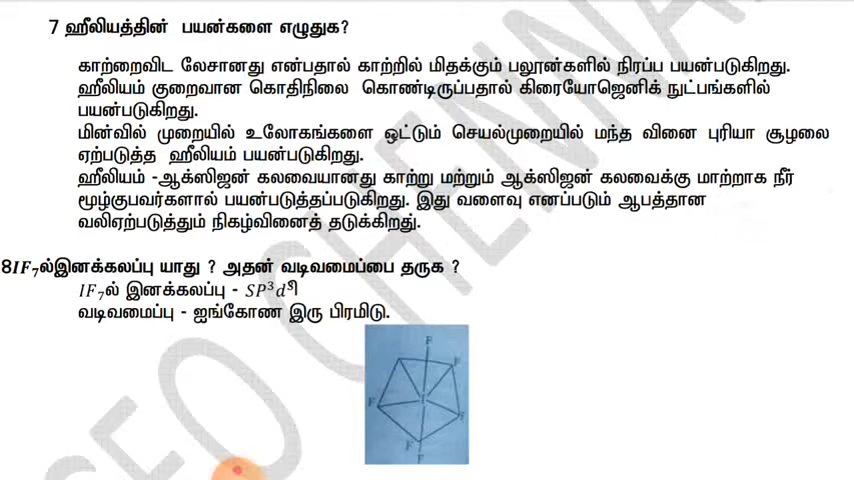 7 ஹீலியத்தின் பயன்களை எழுதுக?
காற்றைவிட லேசானது என்பதால் காற்றில் மிதக்கும் பலூன்களில் நிரப்ப பயன்படுகிறது.
ஹீலியம் குறைவான கொதிநிலை கொண்டிருப்பதால் கிரையோஜெனிக் நுட்பங்களில்
பயன்படுகிறது.
மின்வில் முறையில் உலோகங்களை ஒட்டும் செயல்முறையில் மந்த வினை புரியா சூழலை
ஏற்படுத்த ஹீலியம் பயன்படுகிறது.
ஹீலியம் -ஆக்ஸிஜன் கலவையானது காற்று மற்றும் ஆக்ஸிஜன் கலவைக்கு மாற்றாக நீர்
மூழ்குபவர்களால் பயன்படுத்தப்படுகிறது. இது வளைவு எனப்படும் ஆபத்தான
வலிஏற்படுத்தும் நிகழ்வினைத் தடுக்கிறது.
8IF₇ல்இனக்கலப்பு யாது ? அதன் வடிவமைப்பை தருக ?
IF₇ல் இனக்கலப்பு - SP³d³
வடிவமைப்பு - ஐங்கோண இரு பிரமிடு.
F
F
F
I
F
F
F
CEO CHENNAI